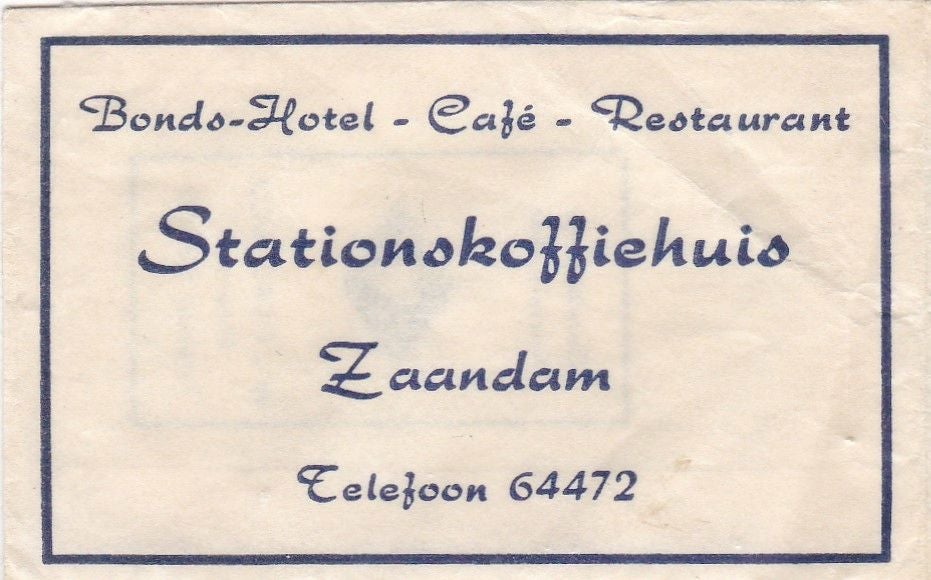 Bonds-Hotel - Café - Restaurant
Stationskoffiehuis
Zaandam
Telefoon 64472